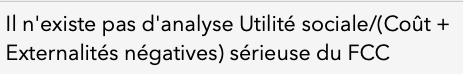 Il n'existe pas d'analyse Utilité sociale/(Coût +
Externalités négatives) sérieuse du FCC